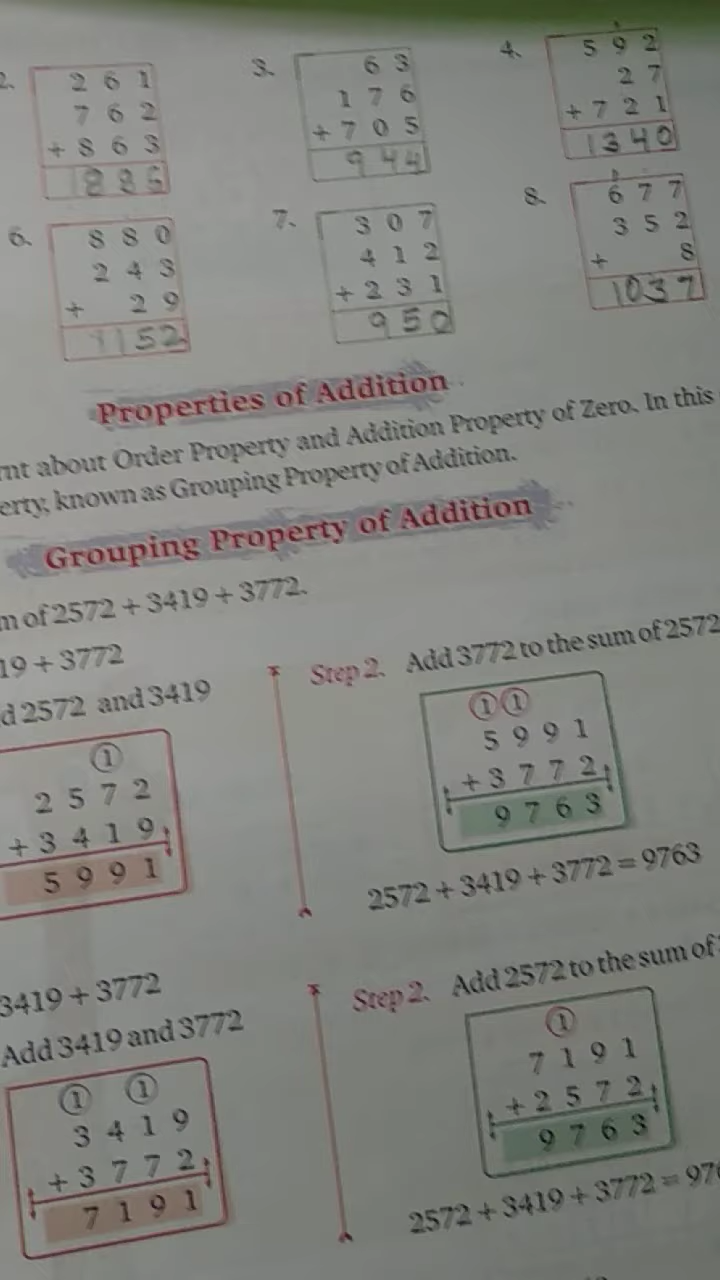 2.
2 6 1
7 6 2
+ 8 6 3
3.
6 3
1 7 6
+ 7 0 5
9 4 4
4.
5 9 2
2 7
+ 7 2 1
1 3 4 0
6.
8 8 0
2 4 3
+ 2 9
1 1 5 2
7.
3 0 7
4 1 2
+ 2 3 1
9 5 0
8.
6 7 7
3 5 2
+ 8
1 0 3 7
Properties of Addition
rnt about Order Property and Addition Property of Zero. In this
erty, known as Grouping Property of Addition.
Grouping Property of Addition
m of 2572 + 3419 + 3772.
19 + 3772
d 2572 and 3419
1
2 5 7 2
+ 3 4 1 9
5 9 9 1
Step 2. Add 3772 to the sum of 2572
1 1
5 9 9 1
+ 3 7 7 2
9 7 6 3
2572 + 3419 + 3772 = 9763
3419 + 3772
Add 3419 and 3772
1 1
3 4 1 9
+ 3 7 7 2
7 1 9 1
Step 2. Add 2572 to the sum of
1
7 1 9 1
+ 2 5 7 2
9 7 6 3
2572 + 3419 + 3772 = 976